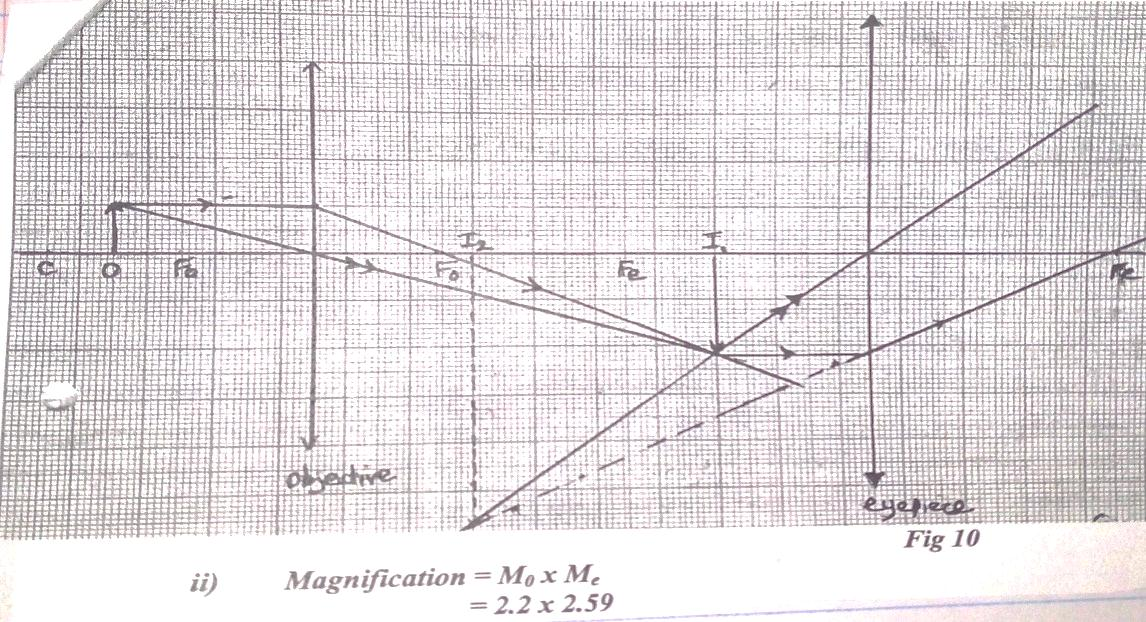 I₂ I₁
C O Fₒ Fₒ Fe Fe
objective
eyepiece
Fig 10
ii) Magnification = M₀ x Mₑ
= 2.2 x 2.59